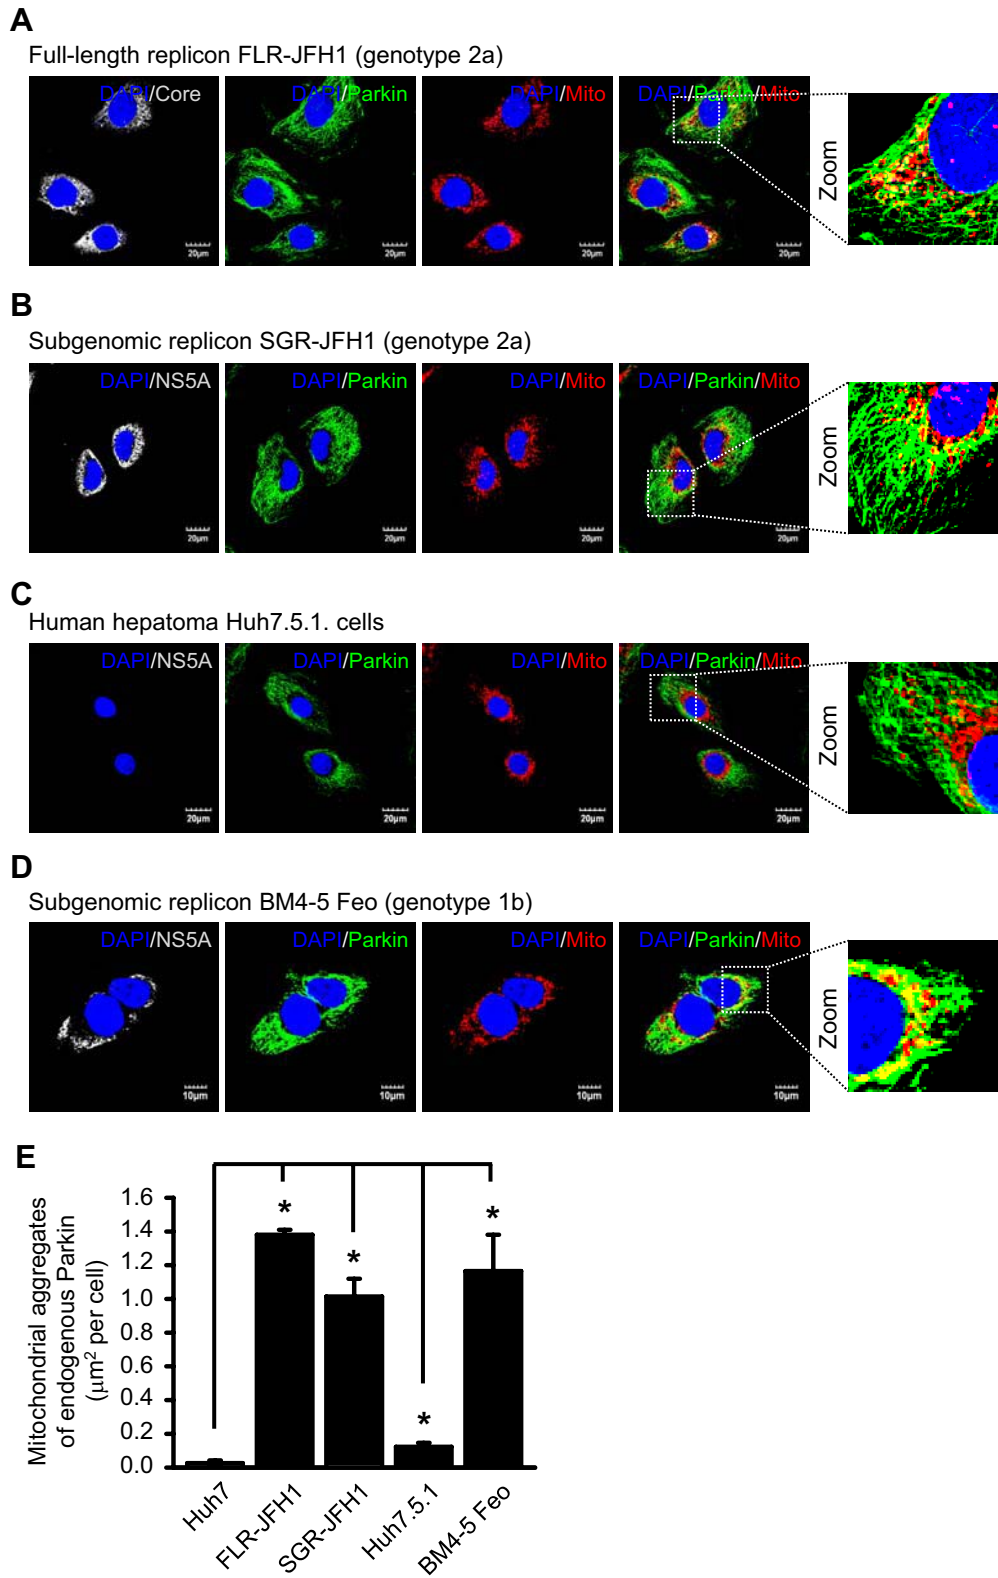 A
Full-length replicon FLR-JFH1 (genotype 2a)
DAPI/Core
DAPI/Parkin
DAPI/Mito
DAPI/Parkin/Mito
Zoom
20µm
20µm
20µm
20µm
B
Subgenomic replicon SGR-JFH1 (genotype 2a)
DAPI/NS5A
DAPI/Parkin
DAPI/Mito
DAPI/Parkin/Mito
Zoom
20µm
20µm
20µm
20µm
C
Human hepatoma Huh7.5.1. cells
DAPI/NS5A
DAPI/Parkin
DAPI/Mito
DAPI/Parkin/Mito
Zoom
20µm
20µm
20µm
20µm
D
Subgenomic replicon BM4-5 Feo (genotype 1b)
DAPI/NS5A
DAPI/Parkin
DAPI/Mito
DAPI/Parkin/Mito
Zoom
10µm
10µm
10µm
10µm
E
Mitochondrial aggregates
of endogenous Parkin
(µm² per cell)
1.6
1.4
1.2
1.0
0.8
0.6
0.4
0.2
0.0
*
*
*
*
Huh7
FLR-JFH1
SGR-JFH1
Huh7.5.1
BM4-5 Feo